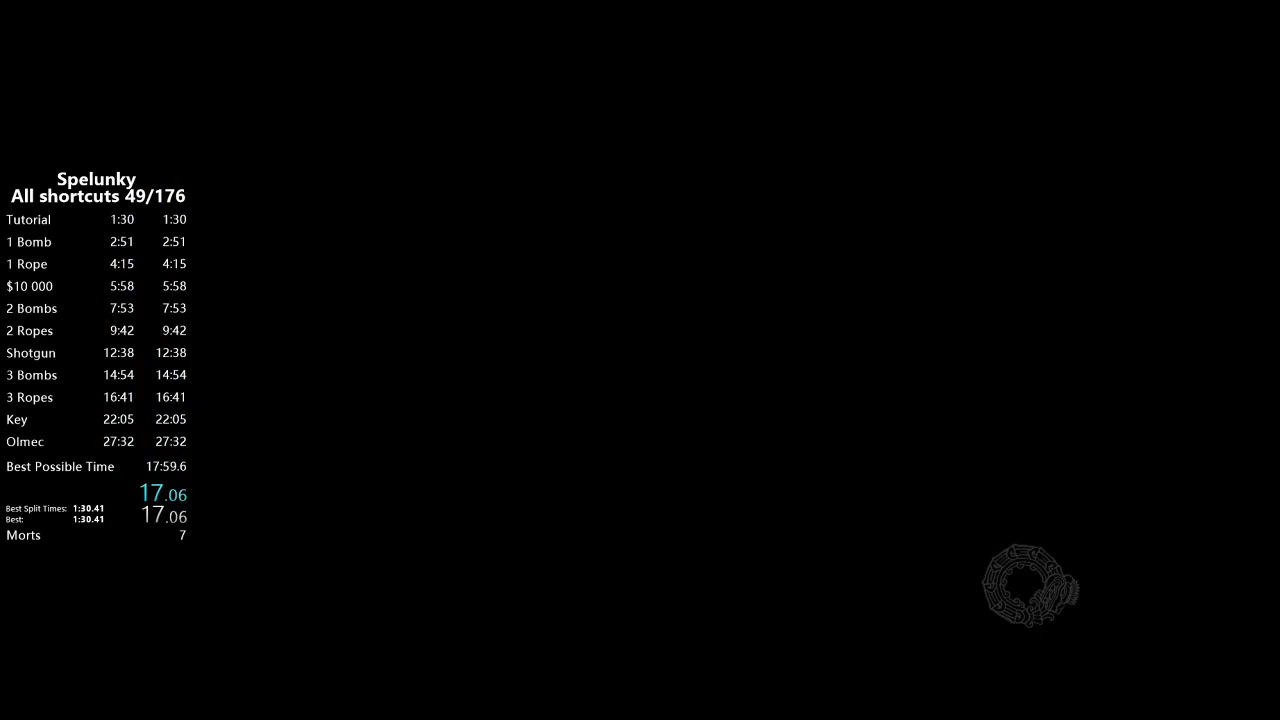 Spelunky
All shortcuts 49/176
Tutorial 1:30 1:30
1 Bomb 2:51 2:51
1 Rope 4:15 4:15
$10 000 5:58 5:58
2 Bombs 7:53 7:53
2 Ropes 9:42 9:42
Shotgun 12:38 12:38
3 Bombs 14:54 14:54
3 Ropes 16:41 16:41
Key 22:05 22:05
Olmec 27:32 27:32
Best Possible Time 17:59.6
17.06
Best Split Times: 1:30.41
Best: 1:30.41
17.06
Morts 7